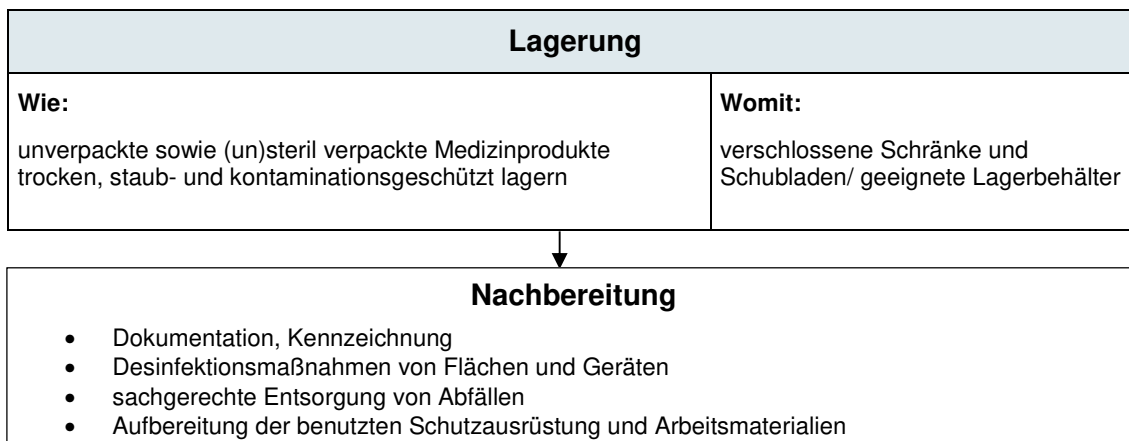 Lagerung
Wie:
unverpackte sowie (un)steril verpackte Medizinprodukte
trocken, staub- und kontaminationsgeschützt lagern
Womit:
verschlossene Schränke und
Schubladen/ geeignete Lagerbehälter
Nachbereitung
• Dokumentation, Kennzeichnung
• Desinfektionsmaßnahmen von Flächen und Geräten
• sachgerechte Entsorgung von Abfällen
• Aufbereitung der benutzten Schutzausrüstung und Arbeitsmaterialien